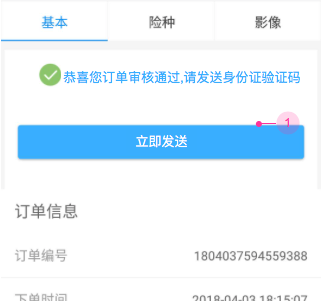 基本 险种 影像
恭喜您订单审核通过,请发送身份证验证码
1
立即发送
订单信息
订单编号 1804037594559388
下单时间 2018-04-03 18:15:07